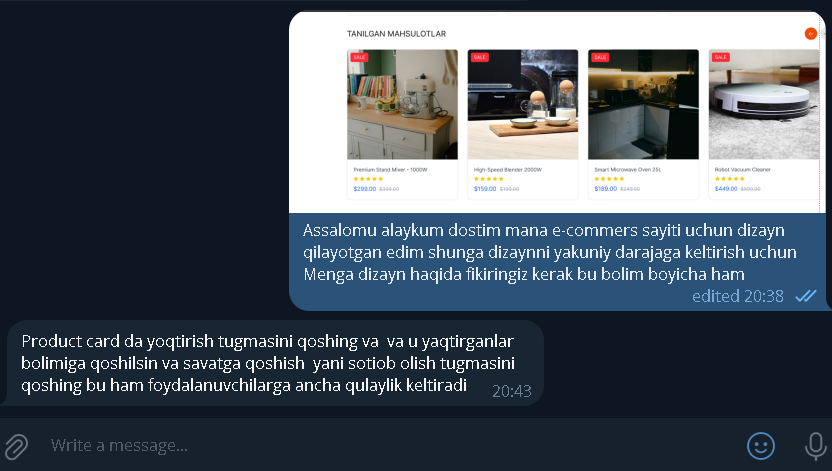 TANILGAN MAHSULOTLAR
SALE SALE SALE SALE
Premium Stand Mixer - 1000W
$299.00 $399.00
High-Speed Blender 2000W
$159.00 $199.00
Smart Microwave Oven 25L
$189.00 $249.00
Robot Vacuum Cleaner
$449.00 $599.00
Assalomu alaykum dostim mana e-commers sayiti uchun dizayn
qilayotgan edim shunga dizaynni yakuniy darajaga keltirish uchun
Menga dizayn haqida fikiringiz kerak bu bolim boyicha ham
edited 20:38
Product card da yoqtirish tugmasini qoshing va va u yaqtirganlar
bolimiga qoshilsin va savatga qoshish yani sotiob olish tugmasini
qoshing bu ham foydalanuvchilarga ancha qulaylik keltiradi
20:43
Write a message...